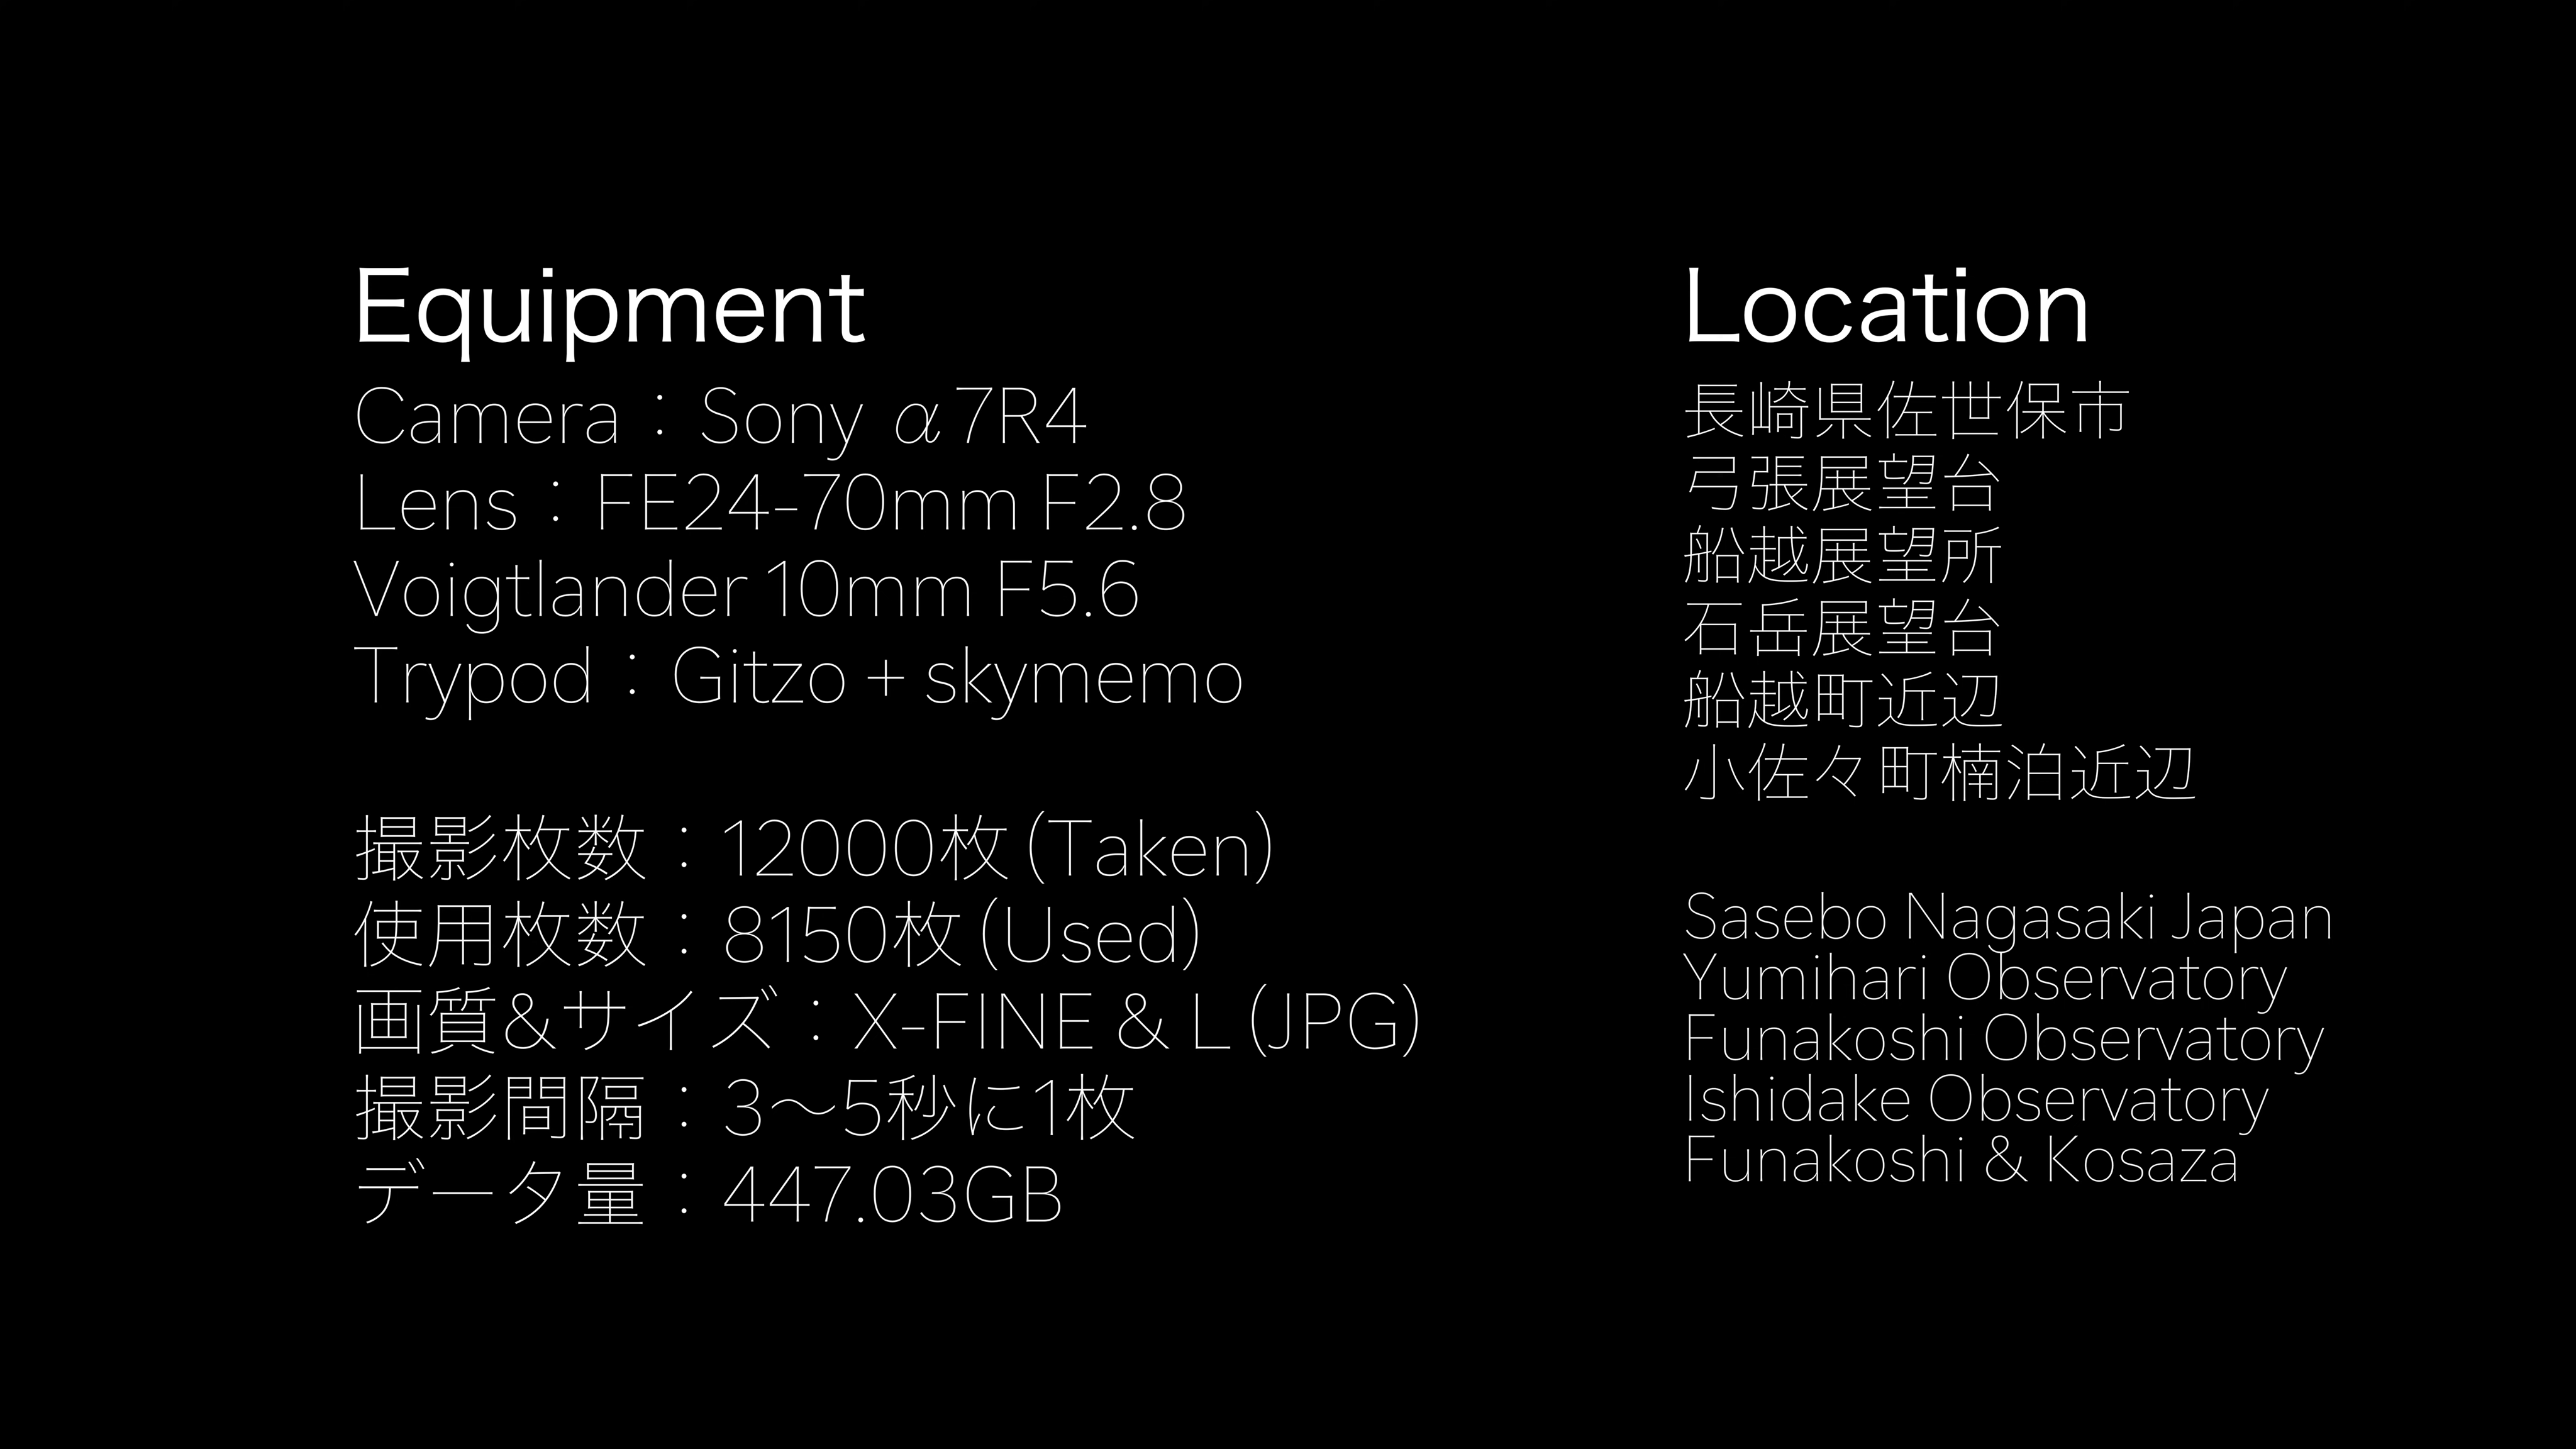 Equipment
Camera：Sony α7R4
Lens：FE24-70mm F2.8
Voigtlander 10mm F5.6
Trypod：Gitzo + skymemo
撮影枚数：12000枚 (Taken)
使用枚数：8150枚 (Used)
画質&サイズ：X-FINE & L (JPG)
撮影間隔：3〜5秒に1枚
データ量：447.03GB
Location
長崎県佐世保市
弓張展望台
船越展望所
石岳展望台
船越町近辺
小佐々町楠泊近辺
Sasebo Nagasaki Japan
Yumihari Observatory
Funakoshi Observatory
Ishidake Observatory
Funakoshi & Kosaza